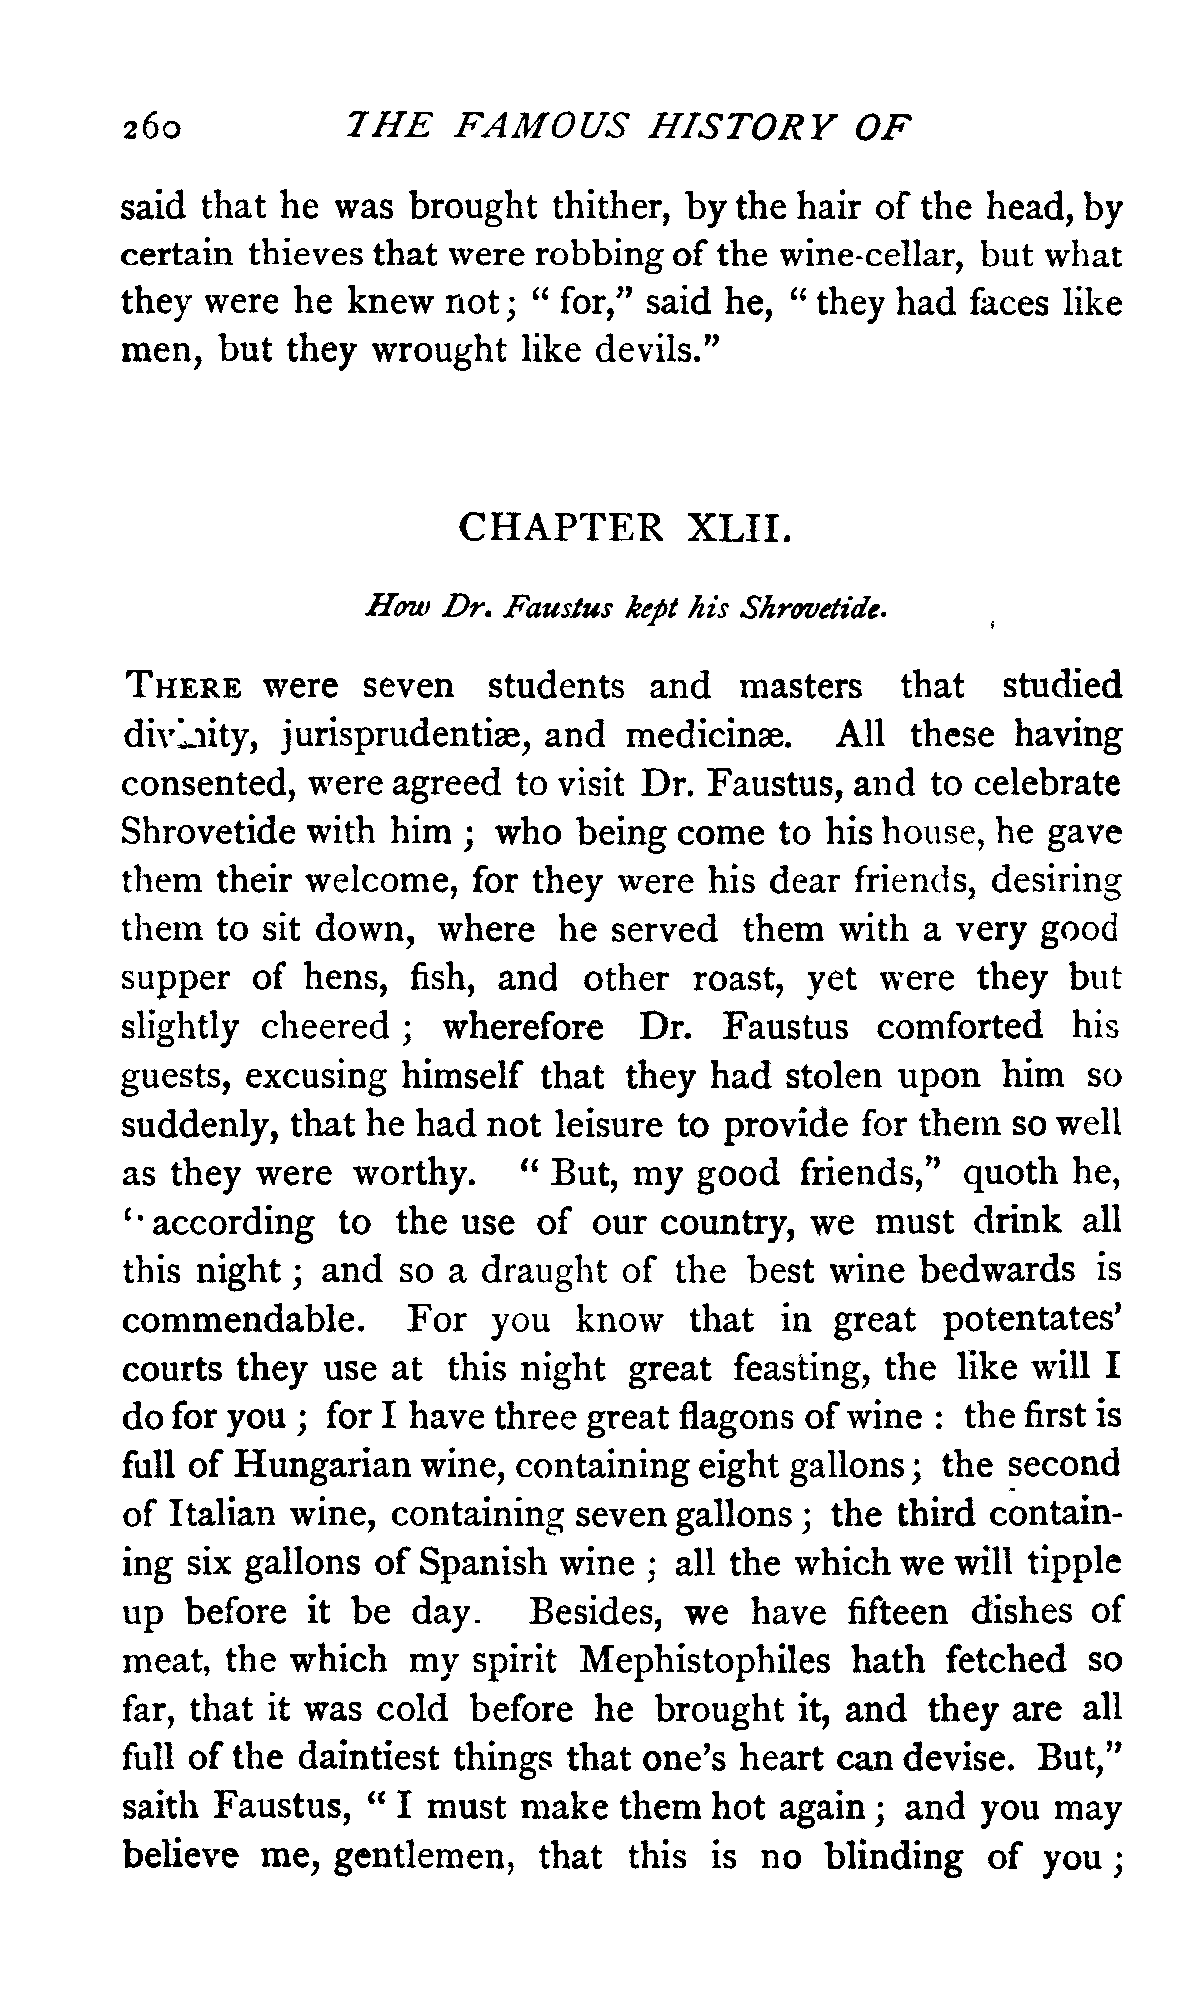 260 THE FAMOUS HISTORY OF
said that he was brought thither, by the hair of the head, by
certain thieves that were robbing of the wine-cellar, but what
they were he knew not; " for," said he, " they had faces like
men, but they wrought like devils."
CHAPTER XLII.
How Dr. Faustus kept his Shrovetide.
THERE were seven students and masters that studied
divinity, jurisprudentiæ, and medicinæ. All these having
consented, were agreed to visit Dr. Faustus, and to celebrate
Shrovetide with him ; who being come to his house, he gave
them their welcome, for they were his dear friends, desiring
them to sit down, where he served them with a very good
supper of hens, fish, and other roast, yet were they but
slightly cheered ; wherefore Dr. Faustus comforted his
guests, excusing himself that they had stolen upon him so
suddenly, that he had not leisure to provide for them so well
as they were worthy. " But, my good friends," quoth he,
" according to the use of our country, we must drink all
this night ; and so a draught of the best wine bedwards is
commendable. For you know that in great potentates'
courts they use at this night great feasting, the like will I
do for you ; for I have three great flagons of wine : the first is
full of Hungarian wine, containing eight gallons ; the second
of Italian wine, containing seven gallons ; the third contain-
ing six gallons of Spanish wine ; all the which we will tipple
up before it be day. Besides, we have fifteen dishes of
meat, the which my spirit Mephistophiles hath fetched so
far, that it was cold before he brought it, and they are all
full of the daintiest things that one's heart can devise. But,"
saith Faustus, " I must make them hot again ; and you may
believe me, gentlemen, that this is no blinding of you ;